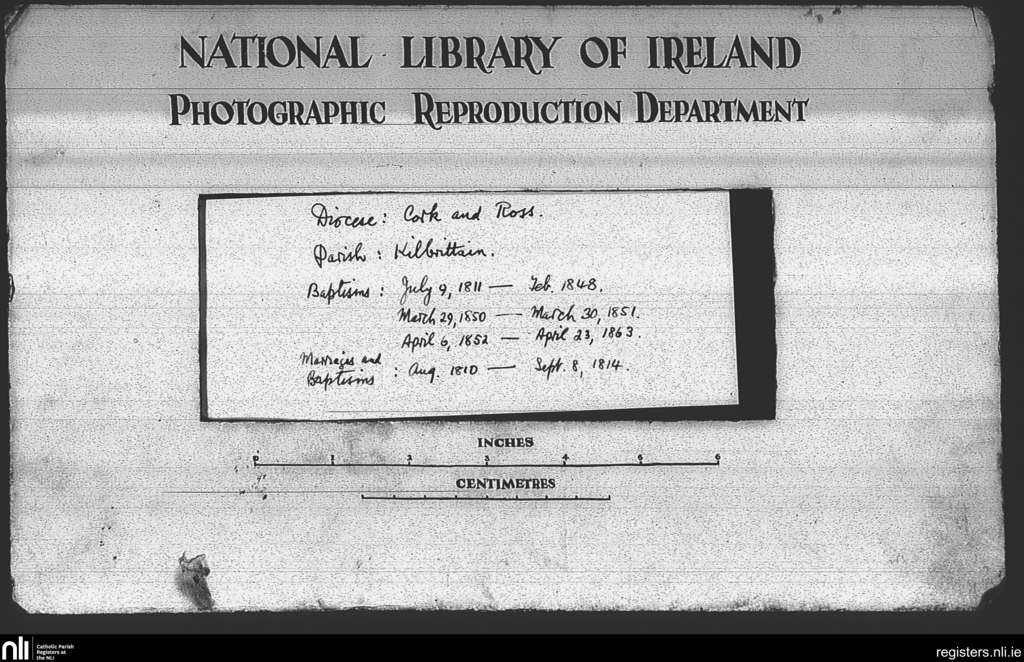 NATIONAL LIBRARY OF IRELAND
PHOTOGRAPHIC REPRODUCTION DEPARTMENT
Diocese: Cork and Ross.
Parish: Kilbrittain.
Baptisms: July 9, 1811 — Feb. 1848.
March 29, 1850 — March 30, 1851.
April 6, 1852 — April 23, 1863.
Marriages and
Baptisms : Aug. 1810 — Sept. 8, 1814.
INCHES
0 1 2 3 4 5 6
CENTIMETRES
nli Catholic Parish
Registers at
the NLI
registers.nli.ie